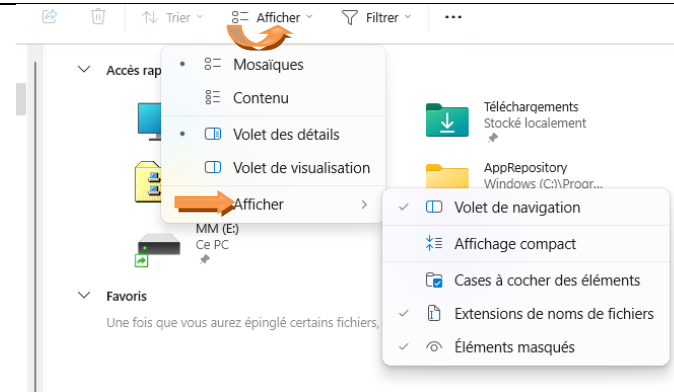 Trier
Afficher
Filtrer
Accès rap
Mosaïques
Contenu
Volet des détails
Volet de visualisation
Afficher
Téléchargements
Stocké localement
AppRepository
Windows (C:)\Progr...
MM (E:)
Ce PC
Volet de navigation
Affichage compact
Cases à cocher des éléments
Extensions de noms de fichiers
Éléments masqués
Favoris
Une fois que vous aurez épinglé certains fichiers,